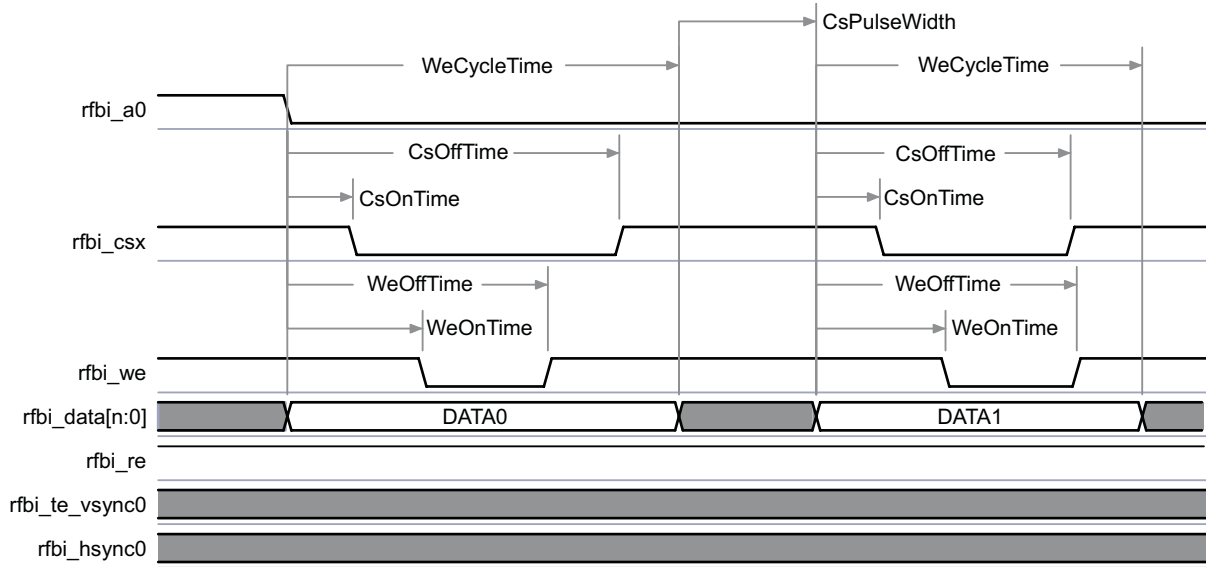 CsPulseWidth
WeCycleTime WeCycleTime
rfbi_a0
CsOffTime CsOffTime
CsOnTime CsOnTime
rfbi_csx
WeOffTime WeOffTime
WeOnTime WeOnTime
rfbi_we
rfbi_data[n:0] DATA0 DATA1
rfbi_re
rfbi_te_vsync0
rfbi_hsync0